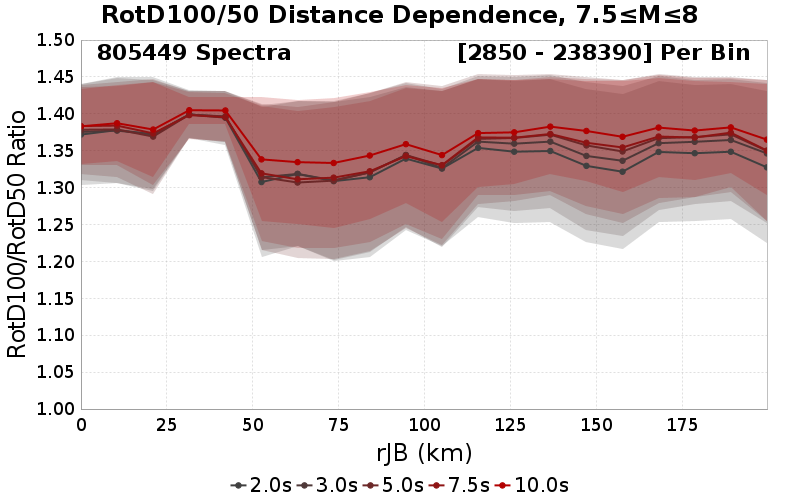 RotD100/50 Distance Dependence, 7.5≤M≤8
805449 Spectra
[2850 - 238390] Per Bin
RotD100/RotD50 Ratio
1.50
1.45
1.40
1.35
1.30
1.25
1.20
1.15
1.10
1.05
1.00
0 25 50 75 100 125 150 175
rJB (km)
2.0s 3.0s 5.0s 7.5s 10.0s